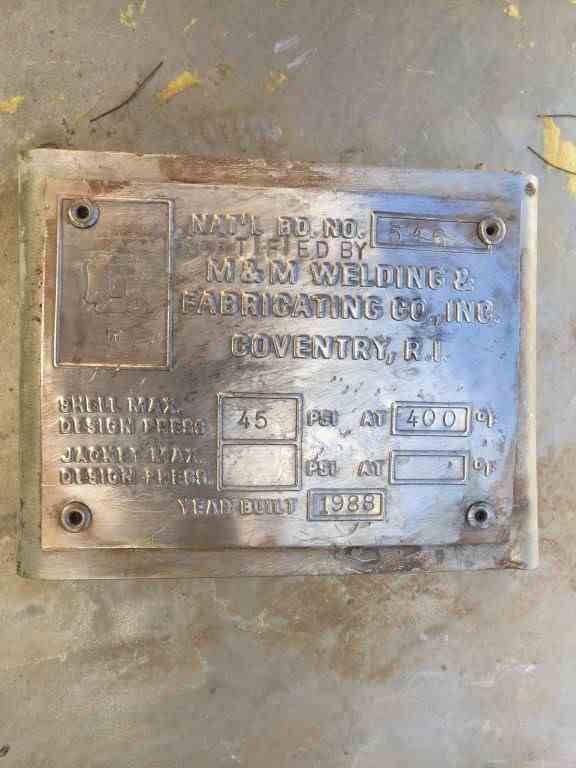 NAT'L BD. NO. 546
CERTIFIED BY
M & M WELDING &
FABRICATING CO., INC.
COVENTRY, R.I.
SHELL MAX.
DESIGN PRESS. 45 PSI AT 400 °F
JACKET MAX.
DESIGN PRESS. PSI AT °F
YEAR BUILT 1988